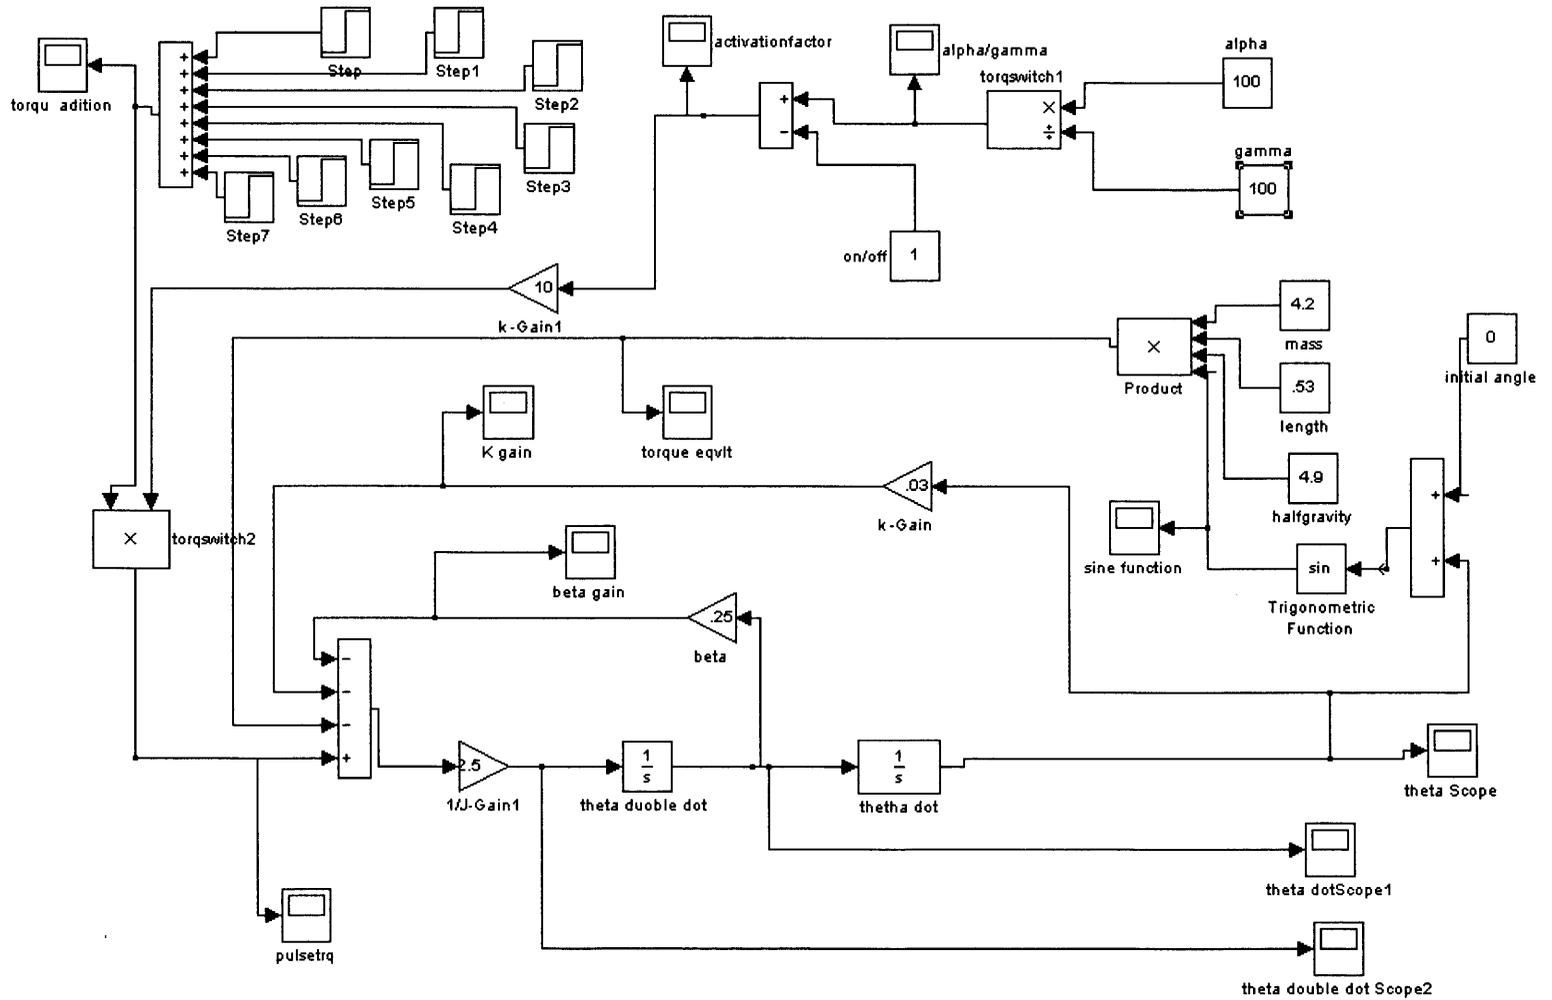 torqu adition
+
+
+
+
+
+
+
+
Step
Step1
Step2
Step3
Step4
Step5
Step6
Step7
activationfactor
alpha/gamma
torqswitch1
×
÷
alpha
100
gamma
100
+
−
on/off
1
10
k-Gain1
×
Product
4.2
mass
.53
length
4.9
halfgravity
0
initial angle
K gain
torque eqvlt
.03
k-Gain
×
torqswitch2
beta gain
sine function
sin
Trigonometric
Function
+
+
.25
beta
−
−
−
+
2.5
1/J-Gain1
1
s
theta duoble dot
1
s
thetha dot
theta Scope
theta dotScope1
pulsetrq
theta double dot Scope2